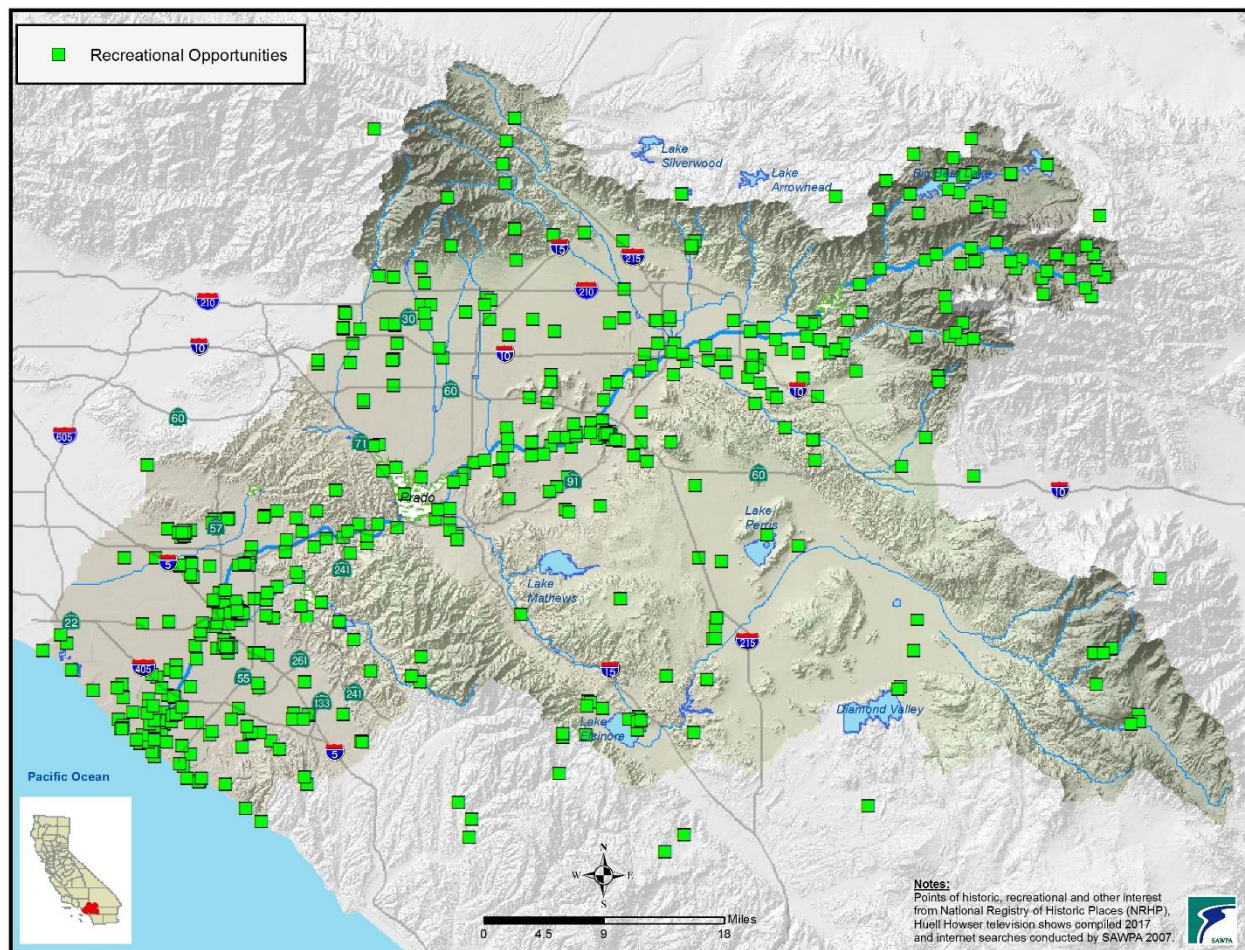 Recreational Opportunities
Lake
Silverwood
Lake
Arrowhead
Big Bear Lake
15
215
210
210
30
10
10
60
10
60
605
71
91
60
10
Prado
57
Lake
Perris
5
241
Lake
Mathews
22
215
405
261
15
55
241
133
Diamond Valley
Lake
Elsinore
5
Pacific Ocean
N
W E
S
Miles
0 4.5 9 18
Notes:
Points of historic, recreational and other interest
from National Registry of Historic Places (NRHP),
Huell Howser television shows compiled 2017
and internet searches conducted by SAWPA 2007.
SAWPA